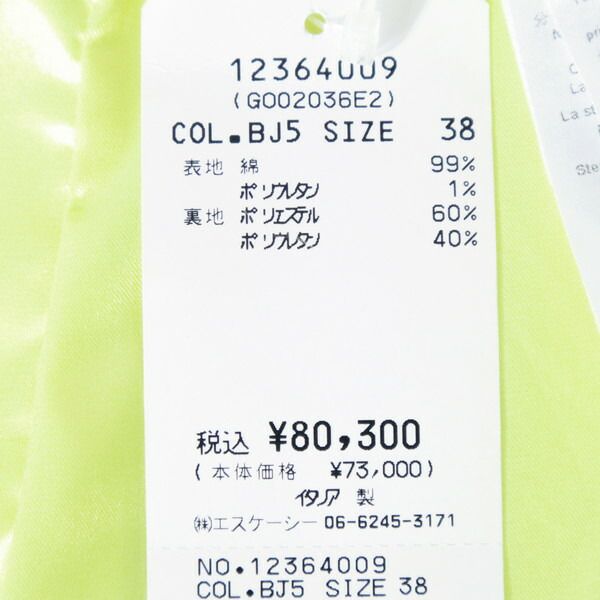 12364009
(G002036E2)
COL.BJ5 SIZE 38
表地 綿 99%
ポリウレタン 1%
裏地 ポリエステル 60%
ポリウレタン 40%
税込 ¥80,300
(本体価格 ¥73,000)
イタリア 製
㈱エスケーシー 06-6245-3171
NO.12364009
COL.BJ5 SIZE 38